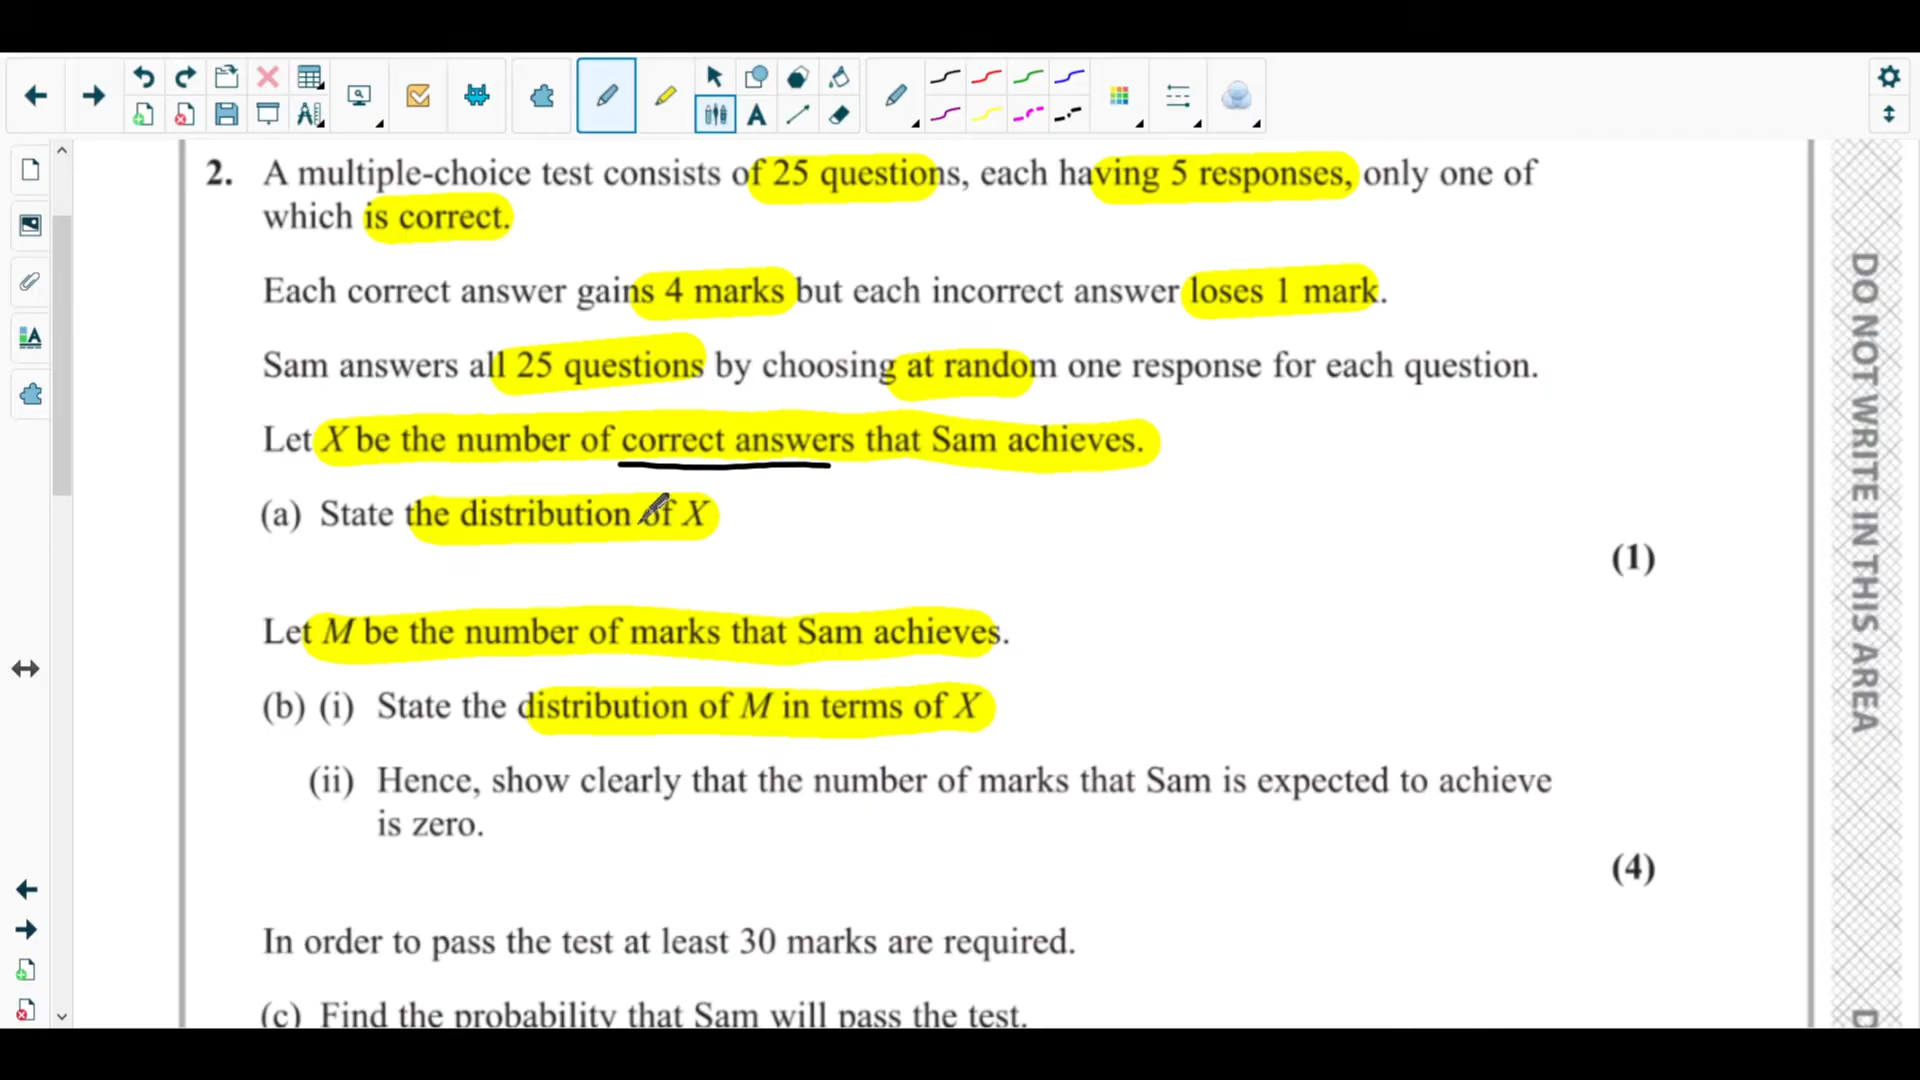 2. A multiple-choice test consists of 25 questions, each having 5 responses, only one of
which is correct.
Each correct answer gains 4 marks but each incorrect answer loses 1 mark.
Sam answers all 25 questions by choosing at random one response for each question.
Let X be the number of correct answers that Sam achieves.
(a) State the distribution of X
(1)
Let M be the number of marks that Sam achieves.
(b) (i) State the distribution of M in terms of X
(ii) Hence, show clearly that the number of marks that Sam is expected to achieve
is zero.
(4)
In order to pass the test at least 30 marks are required.
(c) Find the probability that Sam will pass the test.
DO NOT WRITE IN THIS AREA